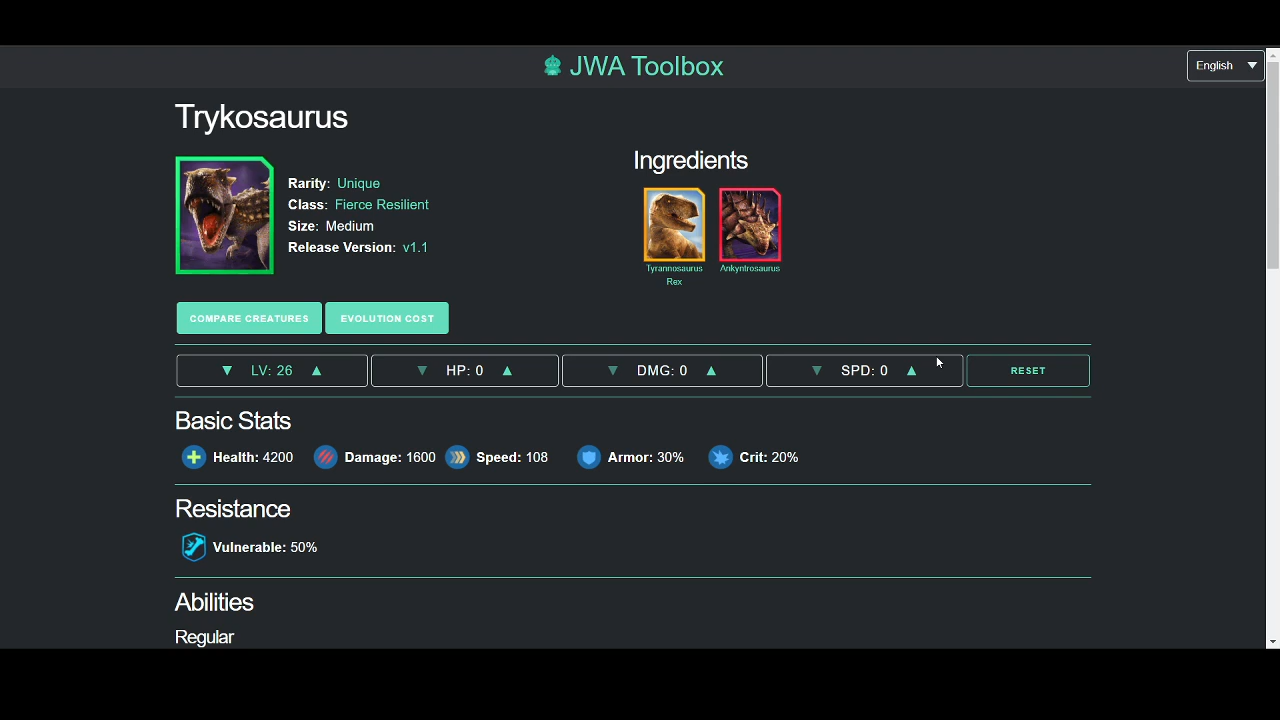 JWA Toolbox
English
Trykosaurus
Rarity: Unique
Class: Fierce Resilient
Size: Medium
Release Version: v1.1
Ingredients
Tyrannosaurus
Rex
Ankyntrosaurus
COMPARE CREATURES
EVOLUTION COST
▼ LV: 26 ▲
▼ HP: 0 ▲
▼ DMG: 0 ▲
▼ SPD: 0 ▲
RESET
Basic Stats
Health: 4200
Damage: 1600
Speed: 108
Armor: 30%
Crit: 20%
Resistance
Vulnerable: 50%
Abilities
Regular